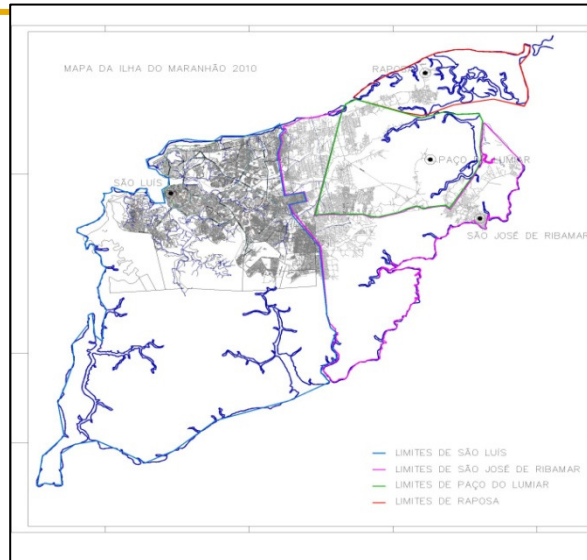 MAPA DA ILHA DO MARANHÃO 2010
RAPOSA
SÃO LUÍS
PAÇO DO LUMIAR
SÃO JOSÉ DE RIBAMAR
LIMITES DE SÃO LUÍS
LIMITES DE SÃO JOSÉ DE RIBAMAR
LIMITES DE PAÇO DO LUMIAR
LIMITES DE RAPOSA